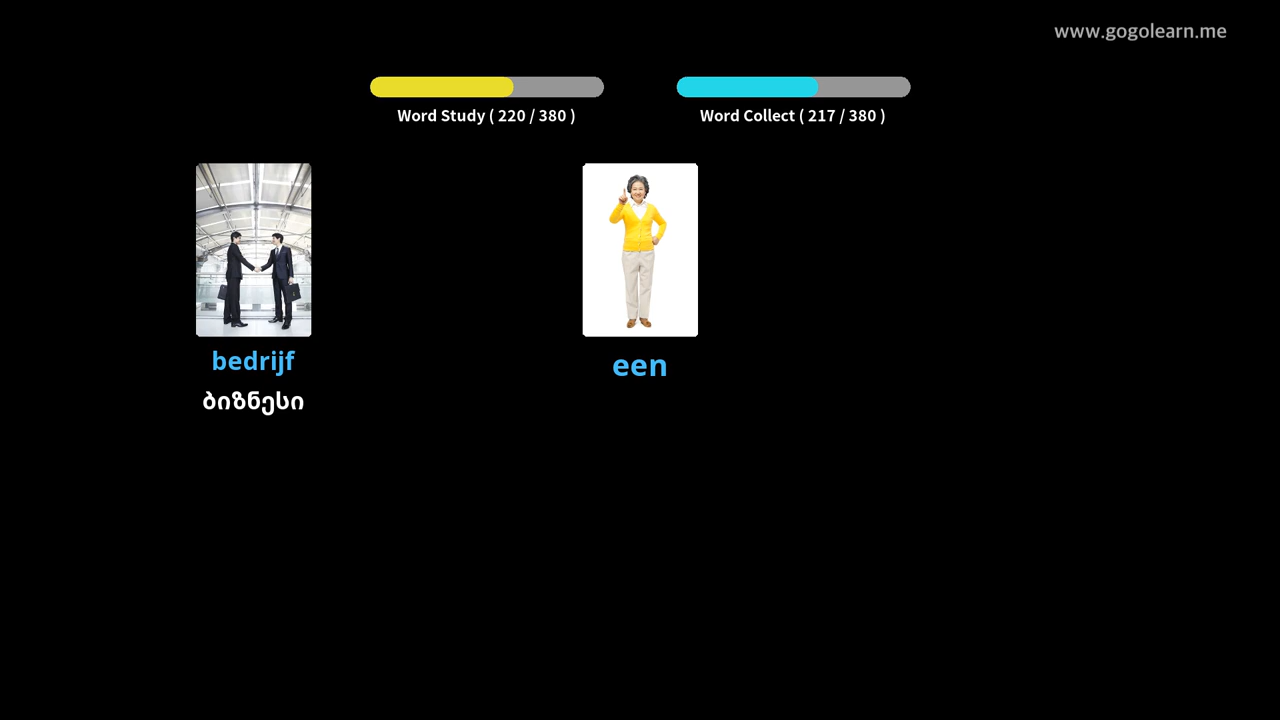 www.gogolearn.me
Word Study ( 220 / 380 )
Word Collect ( 217 / 380 )
bedrijf
een
ბიზნესი